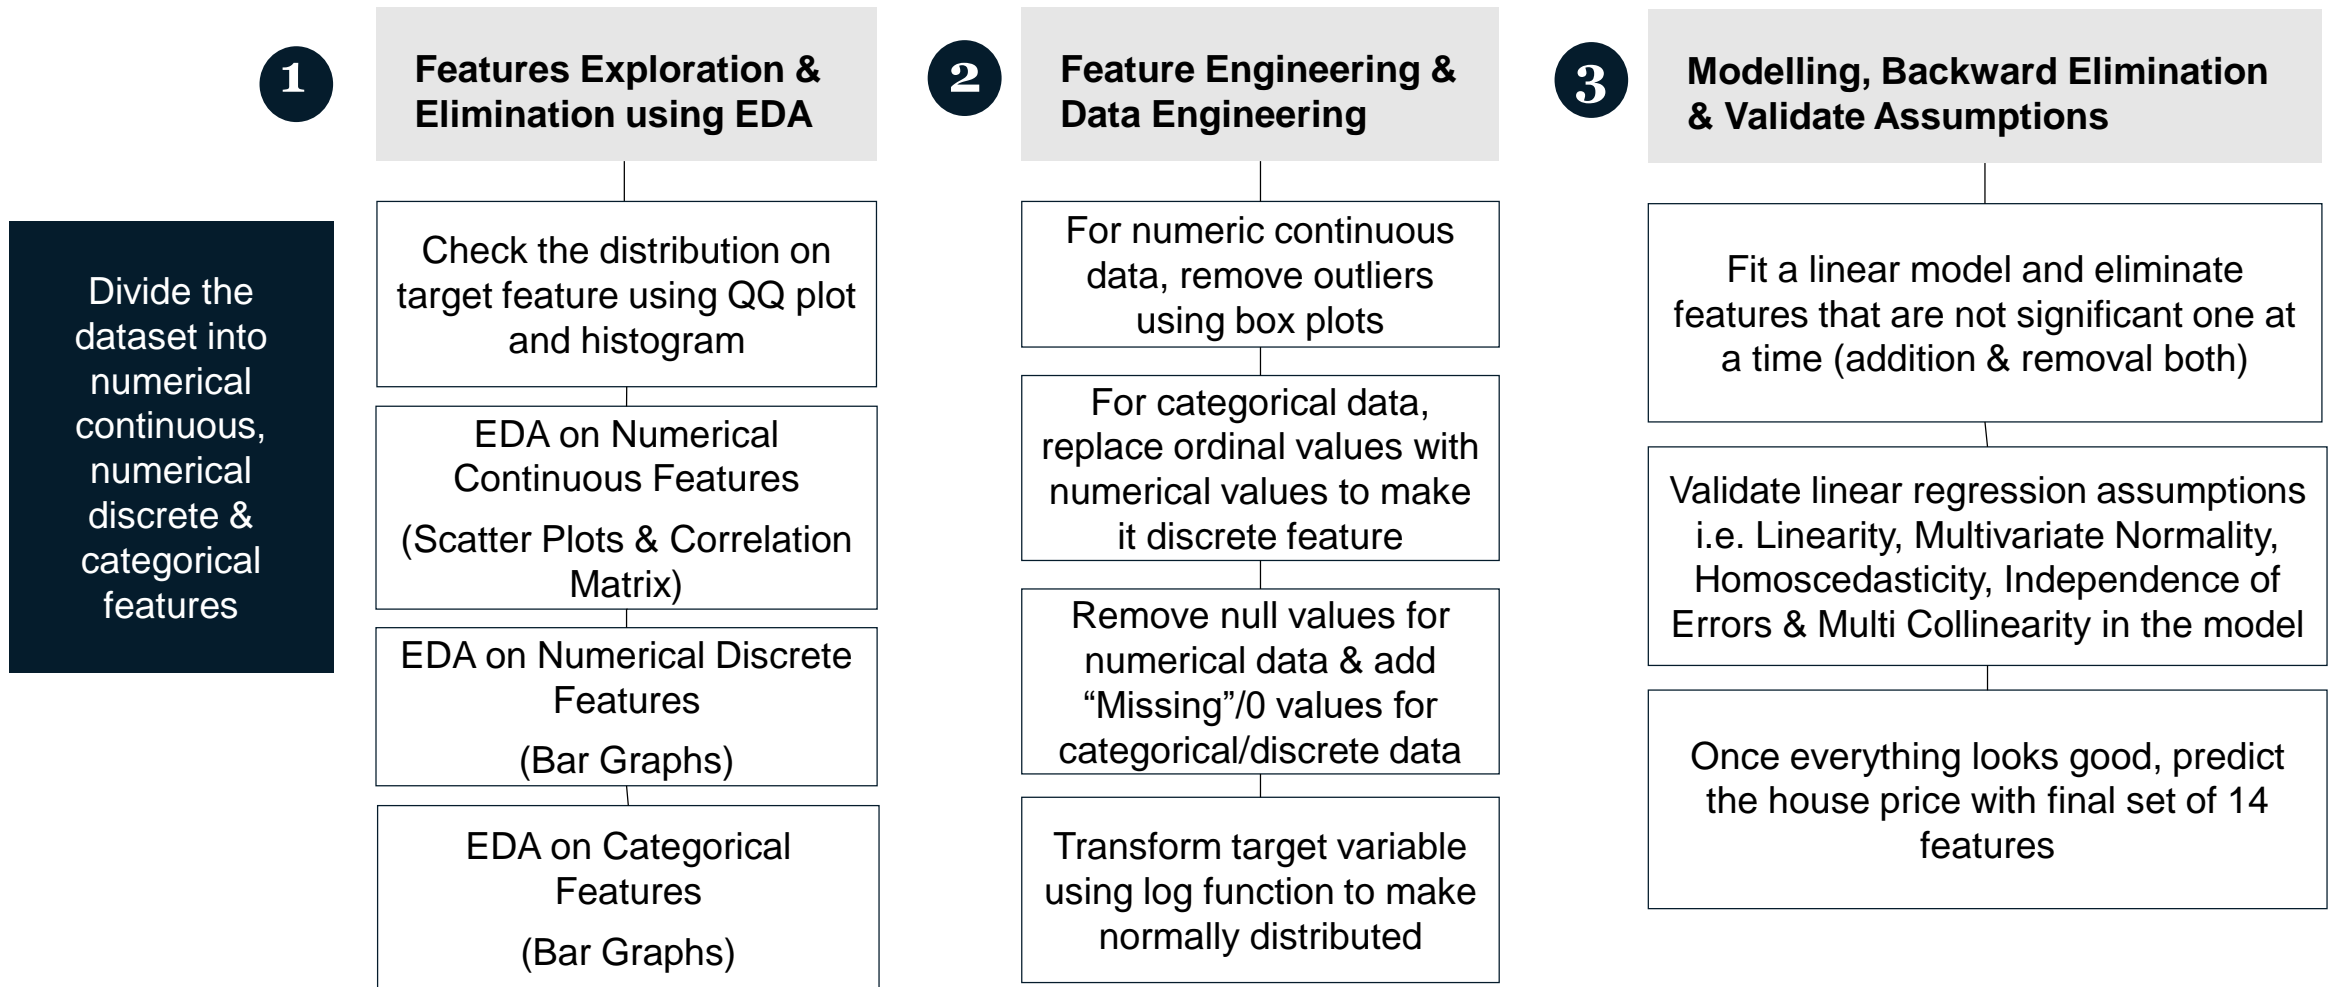 Divide the
dataset into
numerical
continuous,
numerical
discrete &
categorical
features
1
Features Exploration &
Elimination using EDA
Check the distribution on
target feature using QQ plot
and histogram
EDA on Numerical
Continuous Features
(Scatter Plots & Correlation
Matrix)
EDA on Numerical Discrete
Features
(Bar Graphs)
EDA on Categorical
Features
(Bar Graphs)
2
Feature Engineering &
Data Engineering
For numeric continuous
data, remove outliers
using box plots
For categorical data,
replace ordinal values with
numerical values to make
it discrete feature
Remove null values for
numerical data & add
“Missing”/0 values for
categorical/discrete data
Transform target variable
using log function to make
normally distributed
3
Modelling, Backward Elimination
& Validate Assumptions
Fit a linear model and eliminate
features that are not significant one at
a time (addition & removal both)
Validate linear regression assumptions
i.e. Linearity, Multivariate Normality,
Homoscedasticity, Independence of
Errors & Multi Collinearity in the model
Once everything looks good, predict
the house price with final set of 14
features